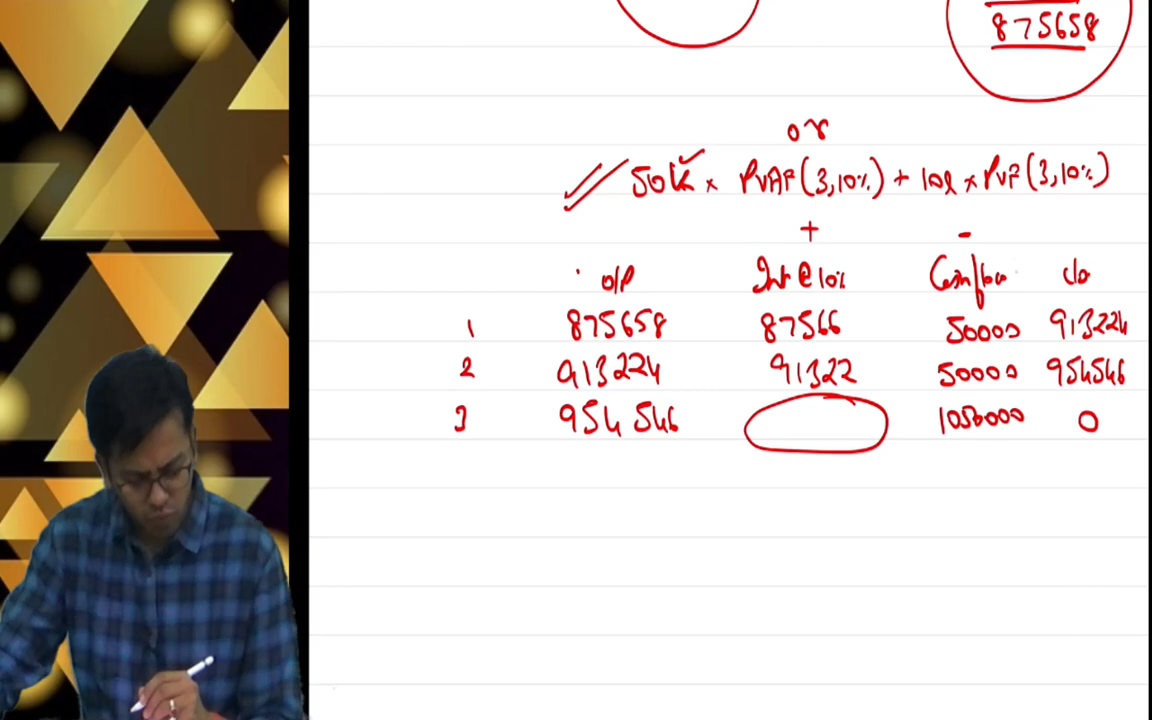 875658
or
50K × PVAF(3,10%) + 10L × PVF(3,10%)
+ -
O/P Int @ 10% Cashflow c/o
1 875658 87566 50000 913224
2 913224 91322 50000 954546
3 954546 1050000 0